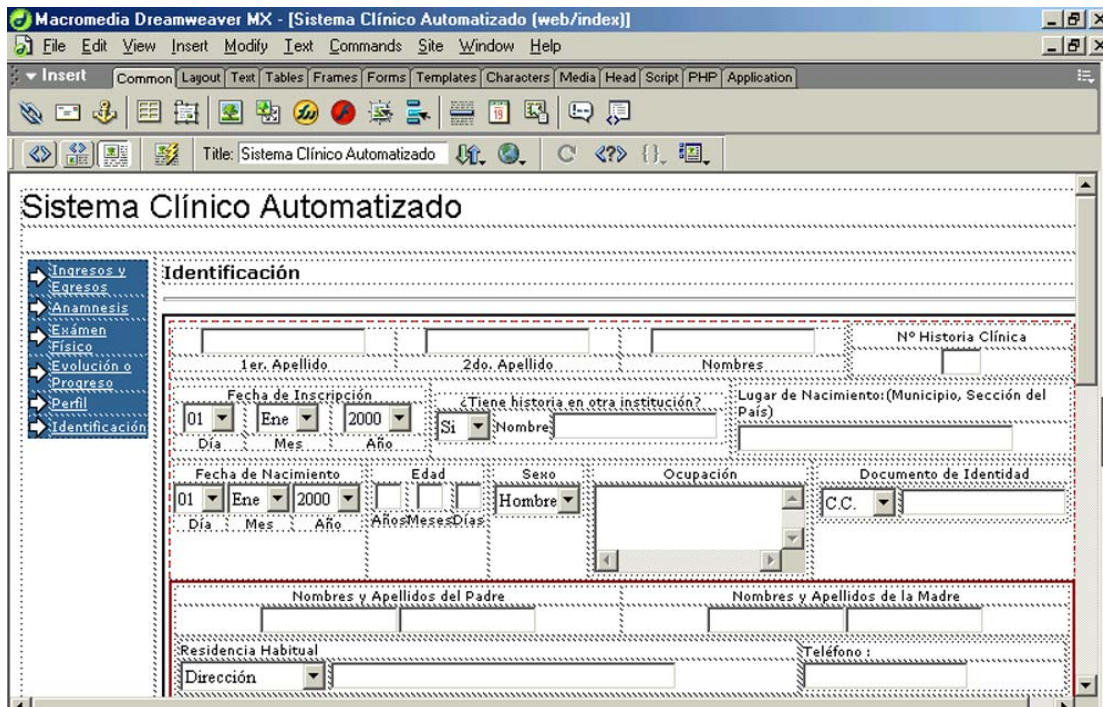 Macromedia Dreamweaver MX - [Sistema Clínico Automatizado (web/index)]
File Edit View Insert Modify Text Commands Site Window Help
Insert Common Layout Text Tables Frames Forms Templates Characters Media Head Script PHP Application
19
Title: Sistema Clínico Automatizado
Sistema Clínico Automatizado
Ingresos y
Egresos
Anamnesis
Exámen
Físico
Evolución o
Progreso
Perfil
Identificación
Identificación
1er. Apellido 2do. Apellido Nombres
Nº Historia Clínica
Fecha de Inscripción
01 Ene 2000
Día Mes Año
¿Tiene historia en otra institución?
Si Nombre
Lugar de Nacimiento:(Municipio, Sección del
País)
Fecha de Nacimiento
01 Ene 2000
Día Mes Año
Edad
Años Meses Días
Sexo
Hombre
Ocupación
Documento de Identidad
C.C.
Nombres y Apellidos del Padre
Nombres y Apellidos de la Madre
Residencia Habitual
Dirección
Teléfono :